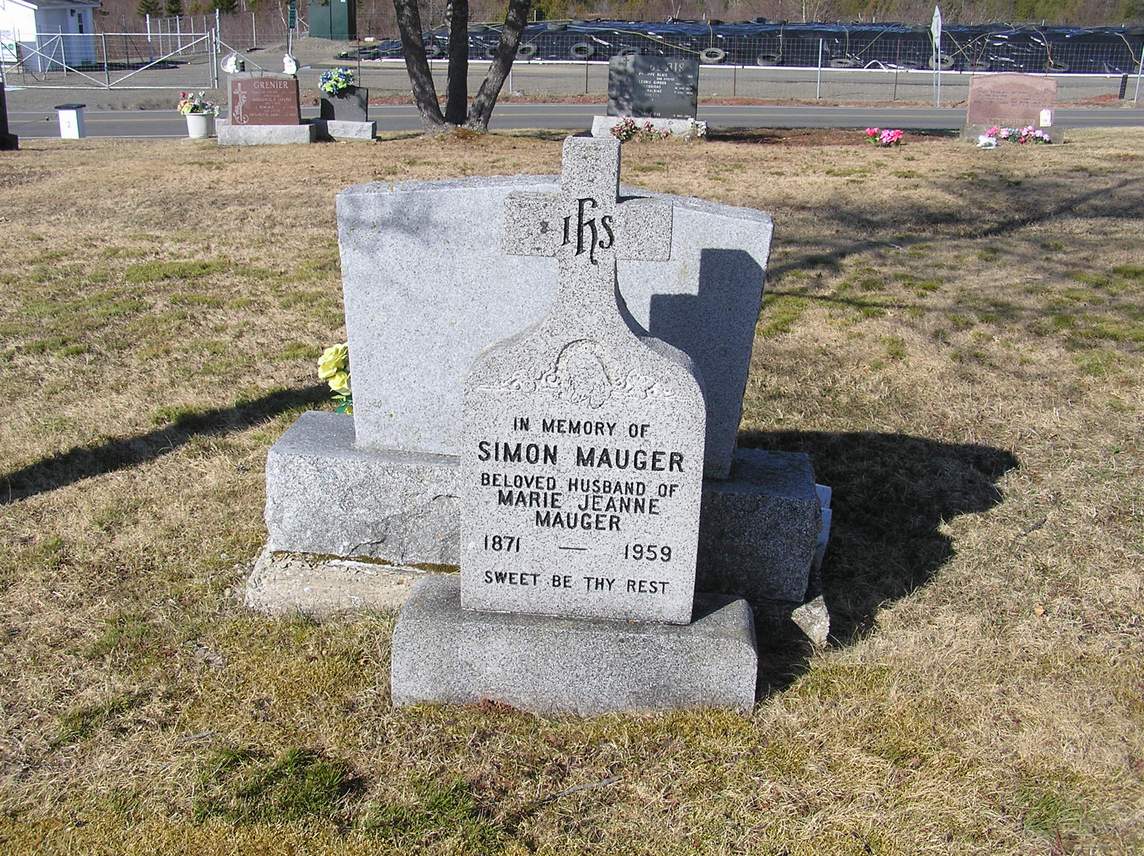 GRENIER
IHS
IN MEMORY OF
SIMON MAUGER
BELOVED HUSBAND OF
MARIE JEANNE
MAUGER
1871 — 1959
SWEET BE THY REST